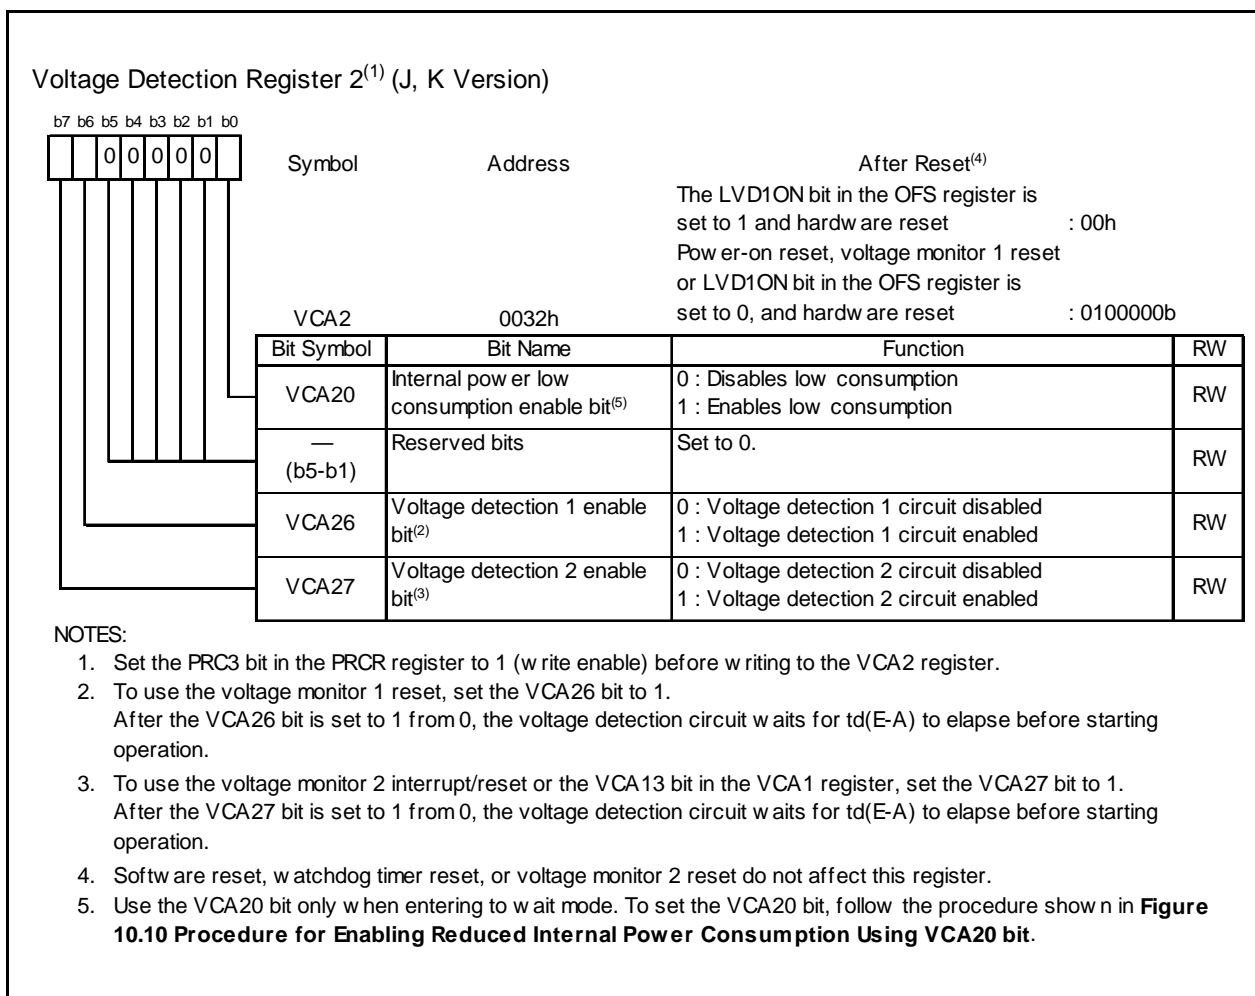 Voltage Detection Register 2(1) (J, K Version)
b7 b6 b5 b4 b3 b2 b1 b0
0 0 0 0 0
Symbol Address After Reset(4)
The LVD1ON bit in the OFS register is
set to 1 and hardware reset : 00h
Power-on reset, voltage monitor 1 reset
or LVD1ON bit in the OFS register is
VCA2 0032h set to 0, and hardware reset : 0100000b
Bit Symbol Bit Name Function RW
VCA20 Internal power low consumption enable bit(5) 0 : Disables low consumption
1 : Enables low consumption RW
— (b5-b1) Reserved bits Set to 0. RW
VCA26 Voltage detection 1 enable bit(2) 0 : Voltage detection 1 circuit disabled
1 : Voltage detection 1 circuit enabled RW
VCA27 Voltage detection 2 enable bit(3) 0 : Voltage detection 2 circuit disabled
1 : Voltage detection 2 circuit enabled RW
NOTES:
1. Set the PRC3 bit in the PRCR register to 1 (write enable) before writing to the VCA2 register.
2. To use the voltage monitor 1 reset, set the VCA26 bit to 1.
After the VCA26 bit is set to 1 from 0, the voltage detection circuit waits for td(E-A) to elapse before starting
operation.
3. To use the voltage monitor 2 interrupt/reset or the VCA13 bit in the VCA1 register, set the VCA27 bit to 1.
After the VCA27 bit is set to 1 from 0, the voltage detection circuit waits for td(E-A) to elapse before starting
operation.
4. Software reset, watchdog timer reset, or voltage monitor 2 reset do not affect this register.
5. Use the VCA20 bit only when entering to wait mode. To set the VCA20 bit, follow the procedure shown in Figure
10.10 Procedure for Enabling Reduced Internal Power Consumption Using VCA20 bit.